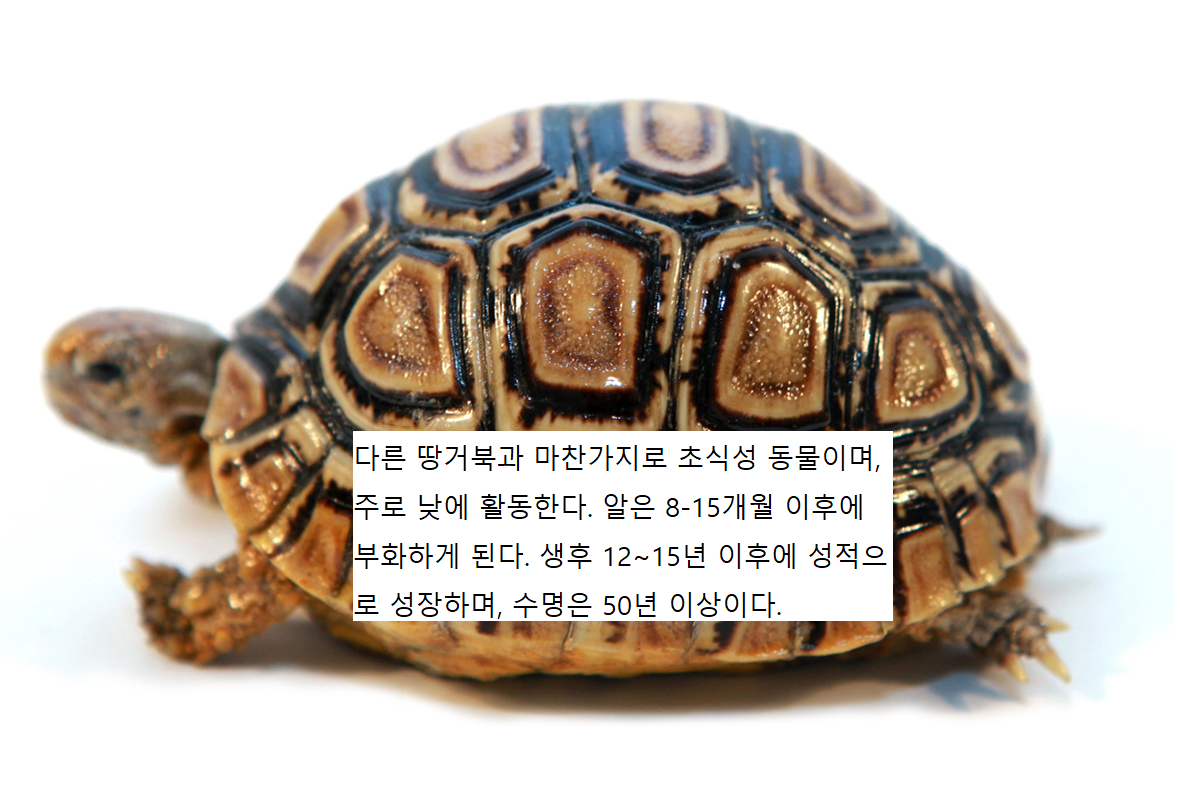 다른 땅거북과 마찬가지로 초식성 동물이며,
주로 낮에 활동한다. 알은 8-15개월 이후에
부화하게 된다. 생후 12~15년 이후에 성적으
로 성장하며, 수명은 50년 이상이다.